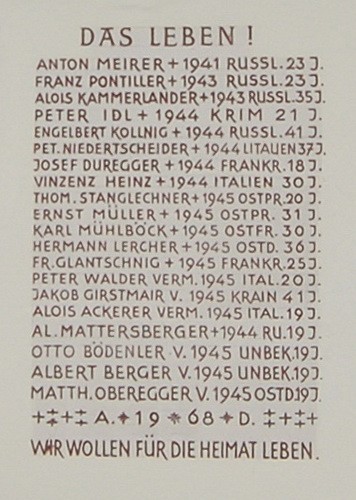 DAS LEBEN!
ANTON MEIRER + 1941 RUSSL. 23 J.
FRANZ PONTILLER + 1943 RUSSL. 23 J.
ALOIS KAMMERLANDER + 1943 RUSSL. 35 J.
PETER IDL + 1944 KRIM 21 J.
ENGELBERT KOLLNIG + 1944 RUSSL. 41 J.
PET. NIEDERTSCHEIDER + 1944 LITAUEN 37 J.
JOSEF DUREGGER + 1944 FRANKR. 18 J.
VINZENZ HEINZ + 1944 ITALIEN 30 J.
THOM. STANGLECHNER + 1945 OSTPR. 20 J.
ERNST MÜLLER + 1945 OSTPR. 31 J.
KARL MÜHLBÖCK + 1945 OSTFR. 30 J.
HERMANN LERCHER + 1945 OSTD. 36 J.
FR. GLANTSCHNIG + 1945 FRANKR. 25 J.
PETER WALDER VERM. 1945 ITAL. 20 J.
JAKOB GIRSTMAIR V. 1945 KRAIN 41 J.
ALOIS ACKERER VERM. 1945 ITAL. 19 J.
AL. MATTERSBERGER + 1944 RU. 19 J.
OTTO BÖDENLER V. 1945 UNBEK. 19 J.
ALBERT BERGER V. 1945 UNBEK. 19 J.
MATTH. OBEREGGER V. 1945 OSTD. 19 J.
A. 19 68 D.
WIR WOLLEN FÜR DIE HEIMAT LEBEN.